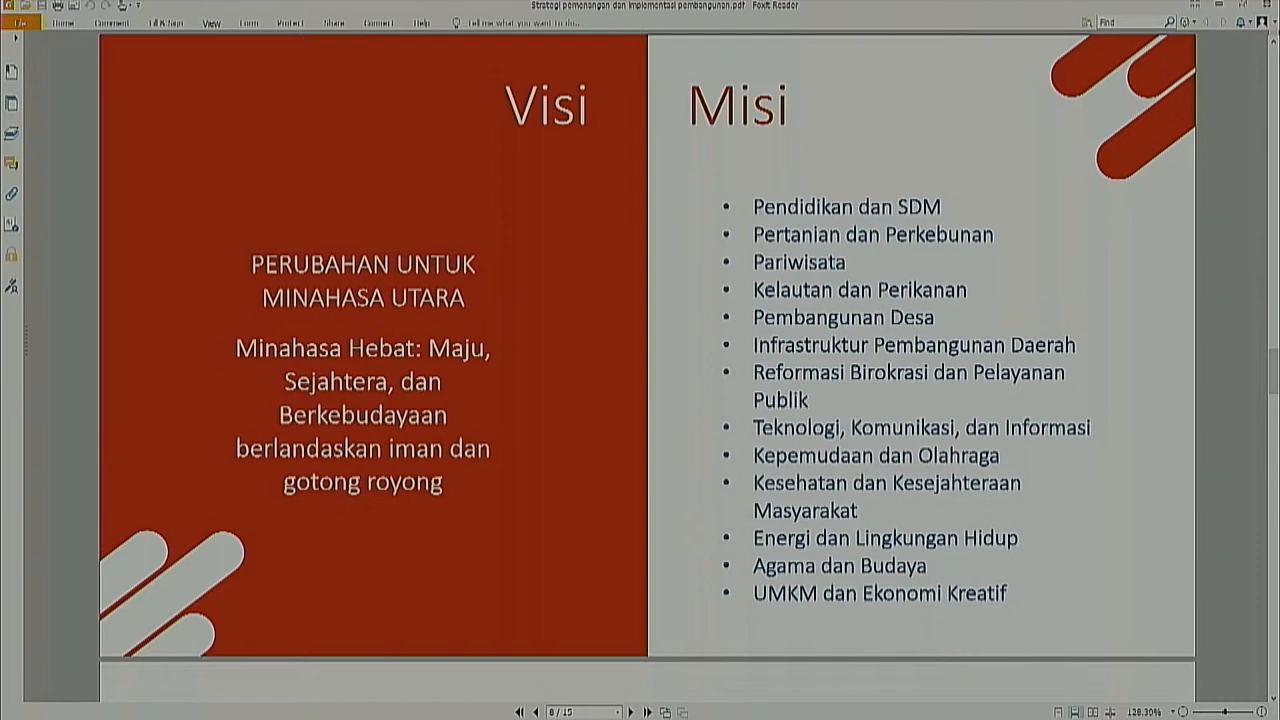 Strategi pemenangan dan implementasi pembangunan.pdf - Foxit Reader
File Home Comment Fill & Sign View Form Protect Share Connect Help Tell me what you want to do..
Find
Visi
PERUBAHAN UNTUK
MINAHASA UTARA
Minahasa Hebat: Maju,
Sejahtera, dan
Berkebudayaan
berlandaskan iman dan
gotong royong
Misi
• Pendidikan dan SDM
• Pertanian dan Perkebunan
• Pariwisata
• Kelautan dan Perikanan
• Pembangunan Desa
• Infrastruktur Pembangunan Daerah
• Reformasi Birokrasi dan Pelayanan
Publik
• Teknologi, Komunikasi, dan Informasi
• Kepemudaan dan Olahraga
• Kesehatan dan Kesejahteraan
Masyarakat
• Energi dan Lingkungan Hidup
• Agama dan Budaya
• UMKM dan Ekonomi Kreatif
8 / 15
128.30%